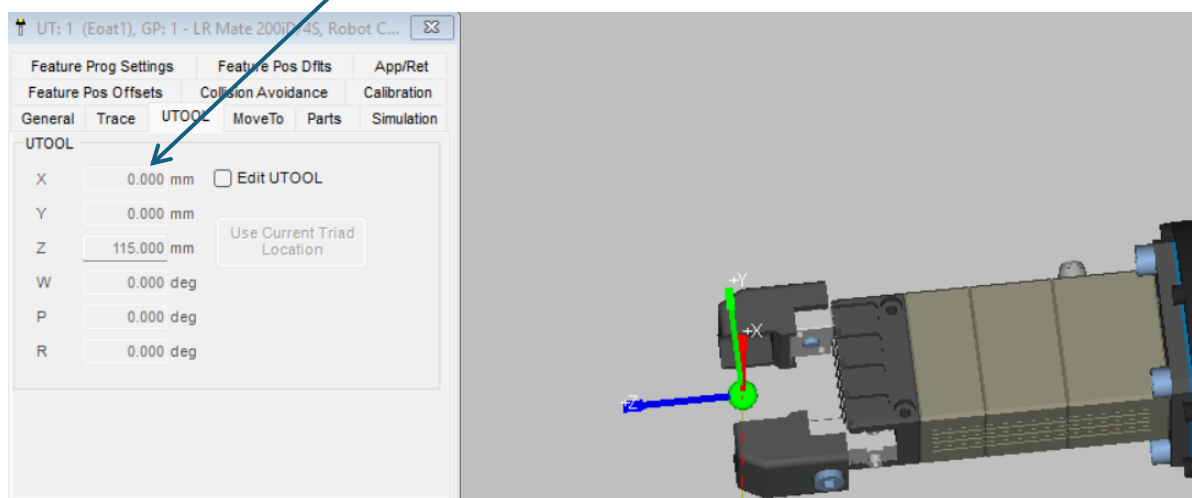 UT: 1 (Eoat1), GP: 1 - LR Mate 200iD/4S, Robot C...
Feature Prog Settings Feature Pos Dflts App/Ret
Feature Pos Offsets Collision Avoidance Calibration
General Trace UTOOL MoveTo Parts Simulation
UTOOL
X 0.000 mm Edit UTOOL
Y 0.000 mm
Use Current Triad
Location
Z 115.000 mm
W 0.000 deg
P 0.000 deg
R 0.000 deg
+Y
+X
+Z